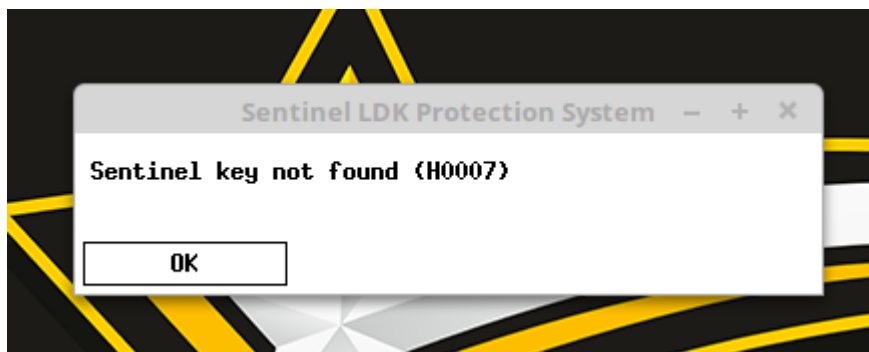 Sentinel LDK Protection System
Sentinel key not found (H0007)
OK